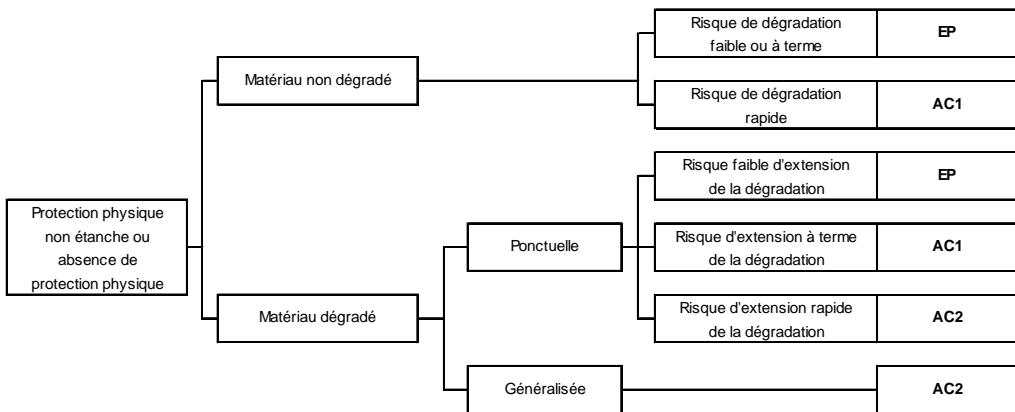 Risque de dégradation
faible ou à terme
EP
Matériau non dégradé
Risque de dégradation
rapide
AC1
Risque faible d'extension
de la dégradation
EP
Protection physique
non étanche ou
absence de
protection physique
Ponctuelle
Risque d'extension à terme
de la dégradation
AC1
Matériau dégradé
Risque d'extension rapide
de la dégradation
AC2
Généralisée
AC2